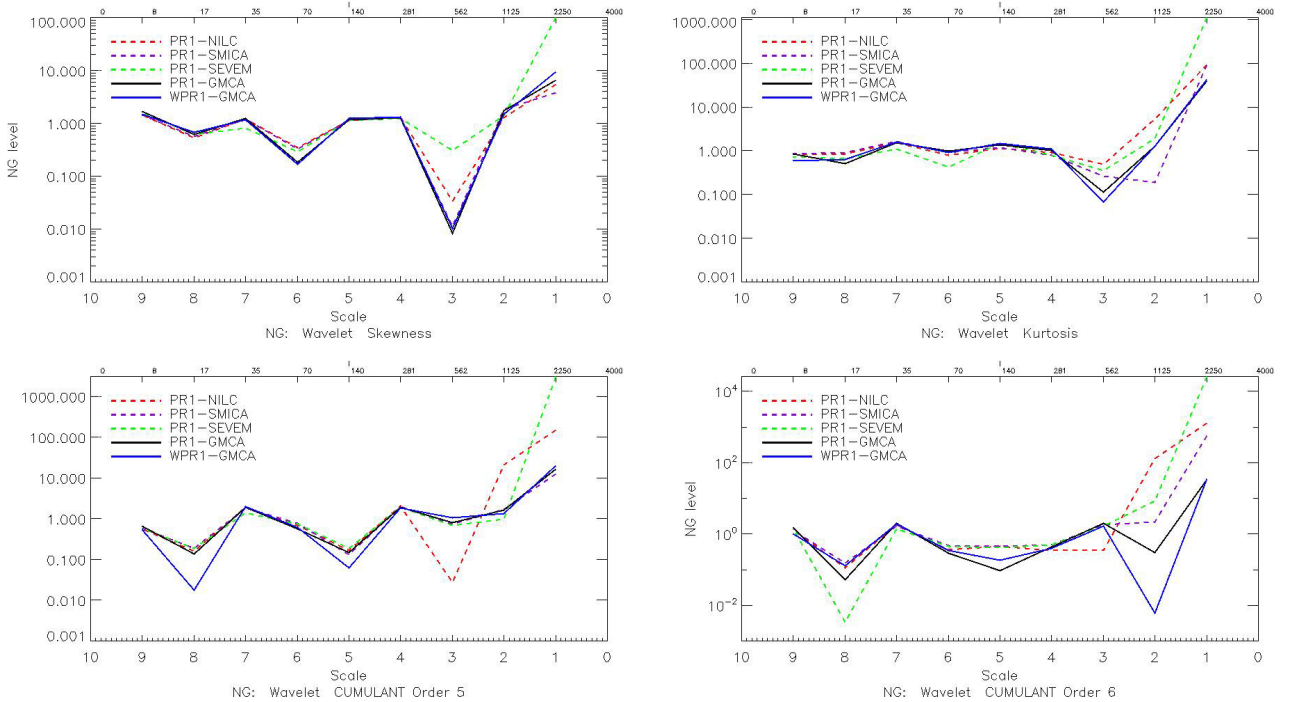 0 8 17 35 70 140 281 562 1125 2250 4000
100.000
10.000
1.000
0.100
0.010
0.001
NG level
PR1-NILC
PR1-SMICA
PR1-SEVEM
PR1-GMCA
WPR1-GMCA
10 9 8 7 6 5 4 3 2 1 0
Scale
NG: Wavelet Skewness
0 8 17 35 70 140 281 562 1125 2250 4000
1000.000
100.000
10.000
1.000
0.100
0.010
0.001
NG level
PR1-NILC
PR1-SMICA
PR1-SEVEM
PR1-GMCA
WPR1-GMCA
10 9 8 7 6 5 4 3 2 1 0
Scale
NG: Wavelet Kurtosis
0 8 17 35 70 140 281 562 1125 2250 4000
1000.000
100.000
10.000
1.000
0.100
0.010
0.001
NG level
PR1-NILC
PR1-SMICA
PR1-SEVEM
PR1-GMCA
WPR1-GMCA
10 9 8 7 6 5 4 3 2 1 0
Scale
NG: Wavelet CUMULANT Order 5
0 8 17 35 70 140 281 562 1125 2250 4000
10^4
10^2
10^0
10^-2
NG level
PR1-NILC
PR1-SMICA
PR1-SEVEM
PR1-GMCA
WPR1-GMCA
10 9 8 7 6 5 4 3 2 1 0
Scale
NG: Wavelet CUMULANT Order 6